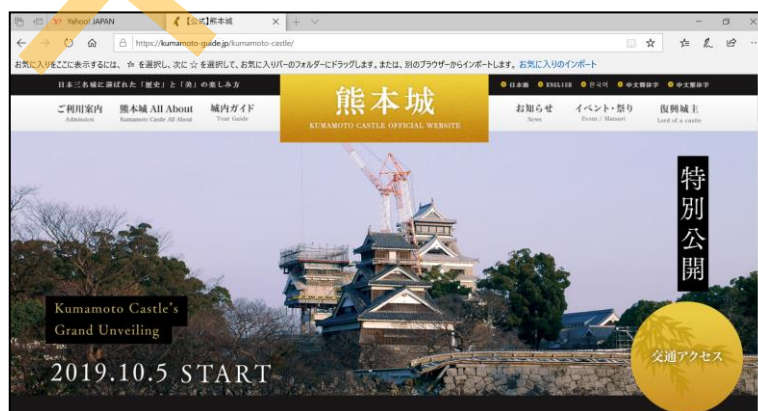 Yahoo! JAPAN
【公式】熊本城
https://kumamoto-guide.jp/kumamoto-castle/
お気に入りをここに表示するには、☆ を選択し、次に ☆ を選択して、お気に入りバーのフォルダーにドラッグします。または、別のブラウザーからインポートします。 お気に入りのインポート
日本三名城に選ばれた「歴史」と「美」の楽しみ方
日本語 ENGLISH 한국어 中文簡体字 中文繁体字
ご利用案内 熊本城 All About 城内ガイド
Admission Kumamoto Castle All About Tour Guide
熊本城
KUMAMOTO CASTLE OFFICIAL WEBSITE
お知らせ イベント・祭り 復興城主
News Event / Matsuri Lord of a castle
特別公開
Kumamoto Castle's
Grand Unveiling
2019.10.5 START
交通アクセス